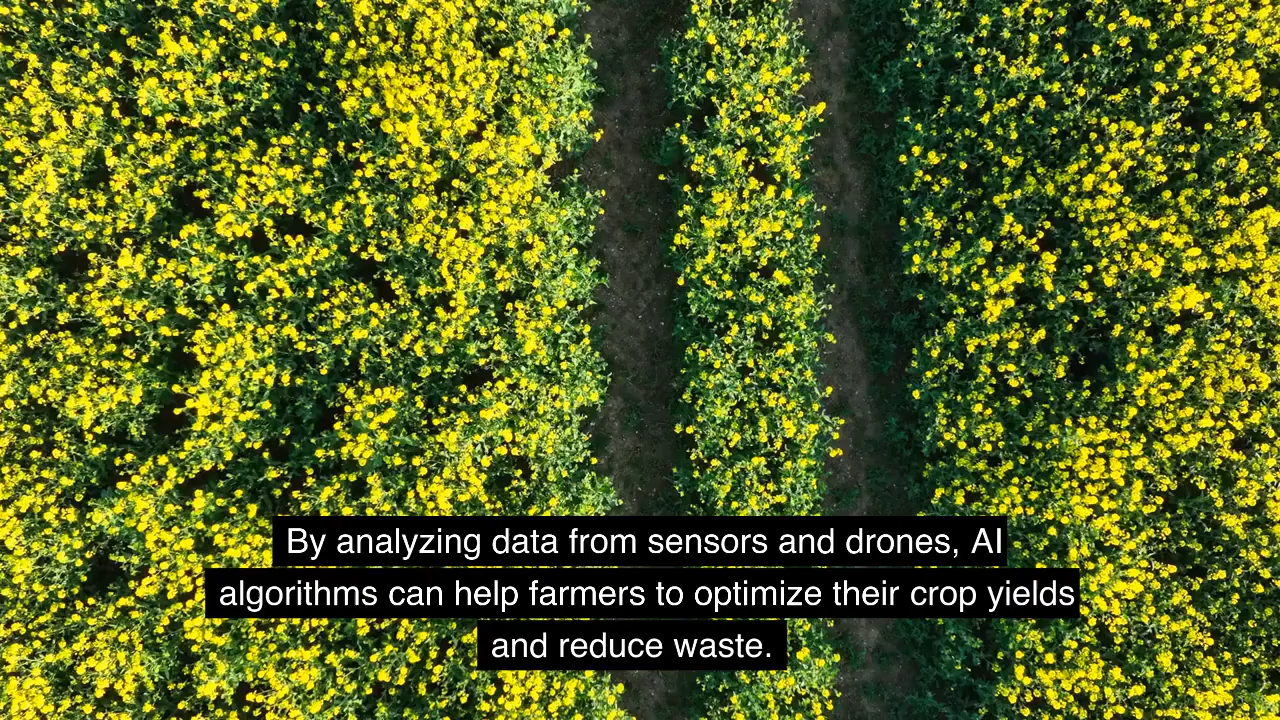 By analyzing data from sensors and drones, AI
algorithms can help farmers to optimize their crop yields
and reduce waste.